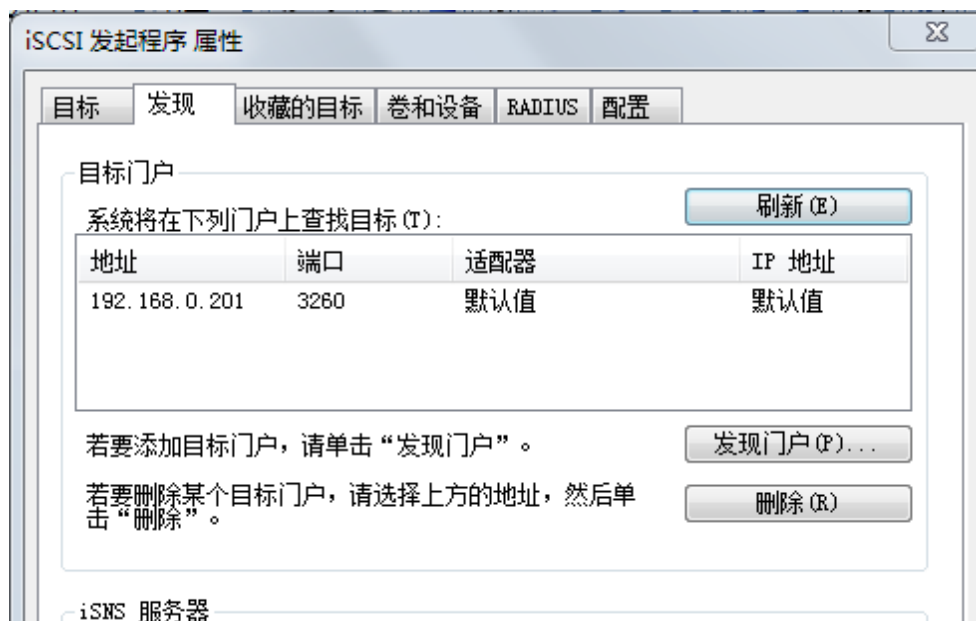 iSCSI 发起程序 属性
目标 发现 收藏的目标 卷和设备 RADIUS 配置
目标门户
系统将在下列门户上查找目标(T):
刷新(E)
地址 端口 适配器 IP 地址
192.168.0.201 3260 默认值 默认值
若要添加目标门户，请单击“发现门户”。
发现门户(P)...
若要删除某个目标门户，请选择上方的地址，然后单
击“删除”。
删除(R)
iSNS 服务器